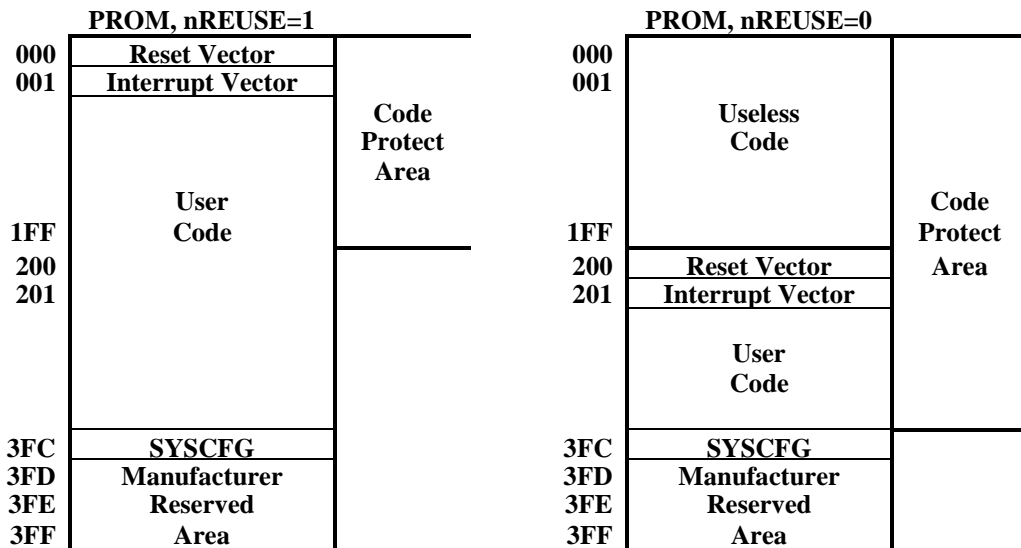 PROM, nREUSE=1
000 Reset Vector
001 Interrupt Vector
Code
Protect
Area
User
1FF Code
200
201
3FC SYSCFG
3FD Manufacturer
3FE Reserved
3FF Area
PROM, nREUSE=0
000
001
Useless
Code
Code
1FF Protect
200 Reset Vector Area
201 Interrupt Vector
User
Code
3FC SYSCFG
3FD Manufacturer
3FE Reserved
3FF Area